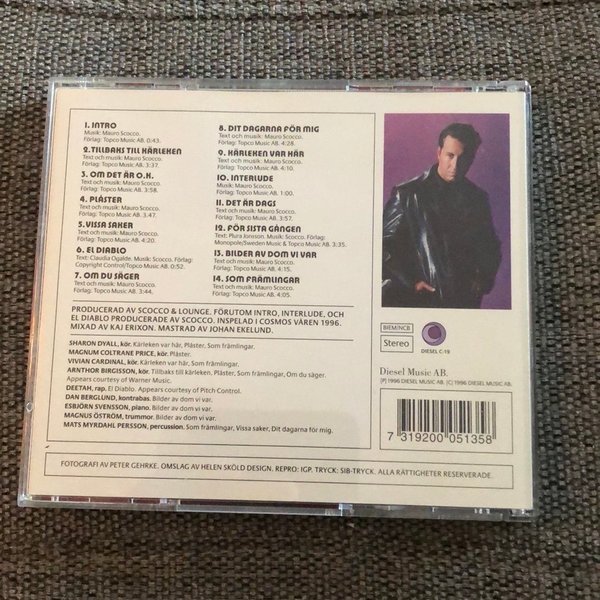 1. INTRO
Musik: Mauro Scocco.
Förlag: Topco Music AB. 0:43.
2. TILLBAKS TILL KÄRLEKEN
Text och musik: Mauro Scocco.
Förlag: Topco Music AB. 3:37.
3. OM DET ÄR O.K.
Text och musik: Mauro Scocco.
Förlag: Topco Music AB. 3:52.
4. PLÅSTER
Text och musik: Mauro Scocco.
Förlag: Topco Music AB. 3.47.
5. VISSA SAKER
Text och musik: Mauro Scocco.
Förlag: Topco Music AB. 4:20.
6. EL DIABLO
Text: Claudia Ogalde. Musik: Scocco. Förlag:
Copyright Control/Topco Music AB. 0:52.
7. OM DU SÄGER
Text och musik: Mauro Scocco.
Förlag: Topco Music AB. 3:44.
8. DIT DAGARNA FÖR MIG
Text och musik: Mauro Scocco.
Förlag: Topco Music AB. 4:28.
9. KÄRLEKEN VAR HÄR
Text och musik: Mauro Scocco.
Förlag: Topco Music AB. 4:10.
10. INTERLUDE
Musik: Mauro Scocco.
Förlag: Topco Music AB. 1:00.
11. DET ÄR DAGS
Text och musik: Mauro Scocco.
Förlag: Topco Music AB. 3:57.
12. FÖR SISTA GÅNGEN
Text: Plura Jonsson. Musik: Scocco. Förlag:
Monopole/Sweden Music & Topco Music AB. 3:35.
13. BILDER AV DOM VI VAR
Text och musik: Mauro Scocco.
Förlag: Topco Music AB. 4:15.
14. SOM FRÄMLINGAR
Text och musik: Mauro Scocco.
Förlag: Topco Music AB. 4:05.
PRODUCERAD AV SCOCCO & LOUNGE. FÖRUTOM INTRO, INTERLUDE, OCH
EL DIABLO PRODUCERADE AV SCOCCO. INSPELAD I COSMOS VÅREN 1996.
MIXAD AV KAJ ERIXON. MASTRAD AV JOHAN EKELUND.
SHARON DYALL, kör. Kärleken var här, Plåster, Som främlingar.
MAGNUM COLTRANE PRICE, kör. Plåster.
VIVIAN CARDINAL, kör. Kärleken var här, Som främlingar.
ARNTHOR BIRGISSON, kör. Tillbaks till kärleken, Plåster, Som främlingar, Om du säger.
Appears courtesy of Warner Music.
DEETAH, rap. El Diablo. Appears courtesy of Pitch Control.
DAN BERGLUND, kontrabas. Bilder av dom vi var.
ESBJÖRN SVENSSON, piano. Bilder av dom vi var.
MAGNUS ÖSTRÖM, trummor. Bilder av dom vi var.
MATS MYRDAHL PERSSON, percussion. Som främlingar, Vissa saker, Dit dagarna för mig.
BIEM/NCB
Stereo
DIESEL C-19
Diesel Music AB.
(P) 1996 DIESEL MUSIC AB. (C) 1996 DIESEL MUSIC AB.
7 319200 051358
FOTOGRAFI AV PETER GEHRKE. OMSLAG AV HELEN SKÖLD DESIGN. REPRO: IGP. TRYCK: SIB-TRYCK. ALLA RÄTTIGHETER RESERVERADE.